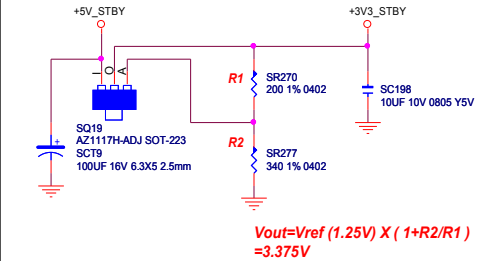 +5V_STBY
+3V3_STBY
I
O
A
R1
SR270
200 1% 0402
SC198
10UF 10V 0805 Y5V
SQ19
AZ1117H-ADJ SOT-223
SCT9
100UF 16V 6.3X5 2.5mm
+
R2
SR277
340 1% 0402
Vout=Vref (1.25V) X ( 1+R2/R1 )
=3.375V